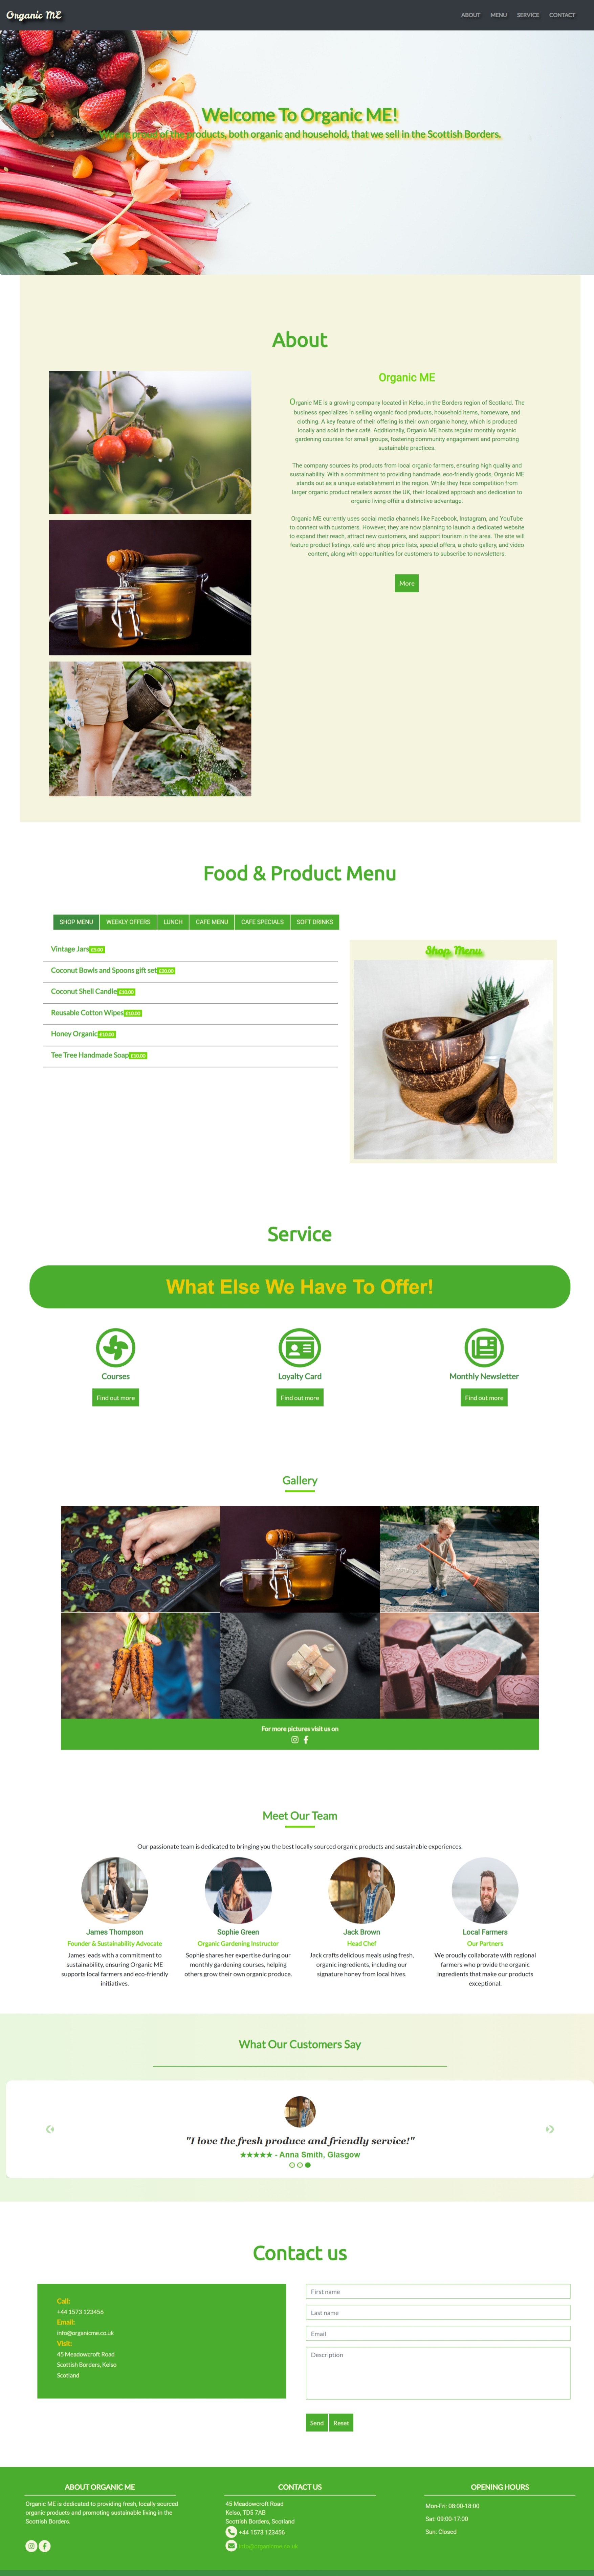 Organic ME
ABOUT MENU SERVICE CONTACT
Welcome To Organic ME!
We are proud of the products, both organic and household, that we sell in the Scottish Borders.
About
Organic ME
Organic ME is a growing company located in Kelso, in the Borders region of Scotland. The
business specializes in selling organic food products, household items, homeware, and
clothing. A key feature of their offering is their own organic honey, which is produced
locally and sold in their café. Additionally, Organic ME hosts regular monthly organic
gardening courses for small groups, fostering community engagement and promoting
sustainable practices.
The company sources its products from local organic farmers, ensuring high quality and
sustainability. With a commitment to providing handmade, eco-friendly goods, Organic ME
stands out as a unique establishment in the region. While they face competition from
larger organic product retailers across the UK, their localized approach and dedication to
organic living offer a distinctive advantage.
Organic ME currently uses social media channels like Facebook, Instagram, and YouTube
to connect with customers. However, they are now planning to launch a dedicated website
to expand their reach, attract new customers, and support tourism in the area. The site will
feature product listings, café and shop price lists, special offers, a photo gallery, and video
content, along with opportunities for customers to subscribe to newsletters.
More
Food & Product Menu
SHOP MENU WEEKLY OFFERS LUNCH CAFE MENU CAFE SPECIALS SOFT DRINKS
Vintage Jars
Coconut Bowls and Spoons gift set
Coconut Shell Candle £10.00
Reusable Cotton Wipes £10.00
Honey Organic £10.00
Tee Tree Handmade Soap £10.00
Shop Menu
Service
What Else We Have To Offer!
Courses
Find out more
Loyalty Card
Find out more
Monthly Newsletter
Find out more
Gallery
For more pictures visit us on
Meet Our Team
Our passionate team is dedicated to bringing you the best locally sourced organic products and sustainable experiences.
James Thompson
Founder & Sustainability Advocate
James leads with a commitment to
sustainability, ensuring Organic ME
supports local farmers and eco-friendly
initiatives.
Sophie Green
Organic Gardening Instructor
Sophie shares her expertise during our
monthly gardening courses, helping
others grow their own organic produce.
Jack Brown
Head Chef
Jack crafts delicious meals using fresh,
organic ingredients, including our
signature honey from local hives.
Local Farmers
Our Partners
We proudly collaborate with regional
farmers who provide the organic
ingredients that make our products
exceptional.
What Our Customers Say
"I love the fresh produce and friendly service!"
★★★★★ - Anna Smith, Glasgow
Contact us
Call:
+44 1573 123456
Email:
info@organicme.co.uk
Visit:
45 Meadowcroft Road
Scottish Borders, Kelso
Scotland
First name
Last name
Email
Description
Send Reset
ABOUT ORGANIC ME
Organic ME is dedicated to providing fresh, locally sourced
organic products and promoting sustainable living in the
Scottish Borders.
CONTACT US
45 Meadowcroft Road
Kelso, TD5 7AB
Scottish Borders, Scotland
+44 1573 123456
info@organicme.co.uk
OPENING HOURS
Mon-Fri: 08:00-18:00
Sat: 09:00-17:00
Sun: Closed